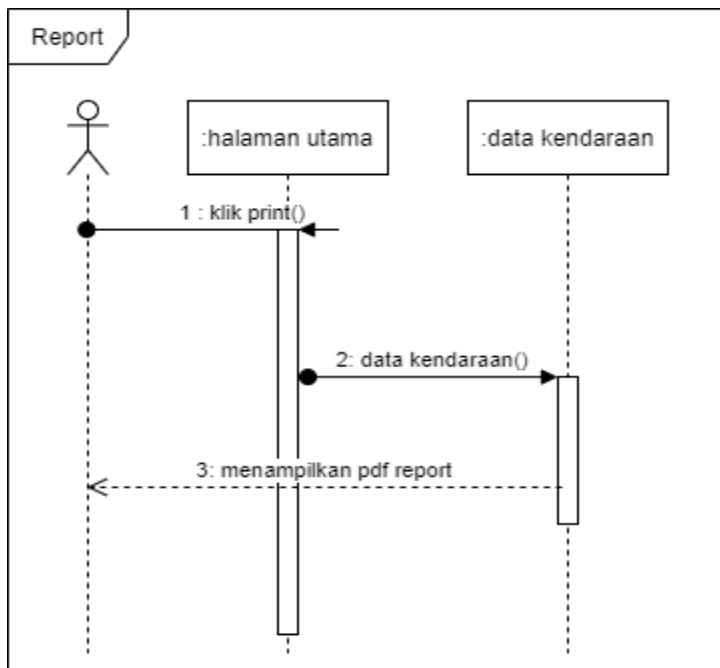 Report
:halaman utama
:data kendaraan
1 : klik print()
2: data kendaraan()
3: menampilkan pdf report